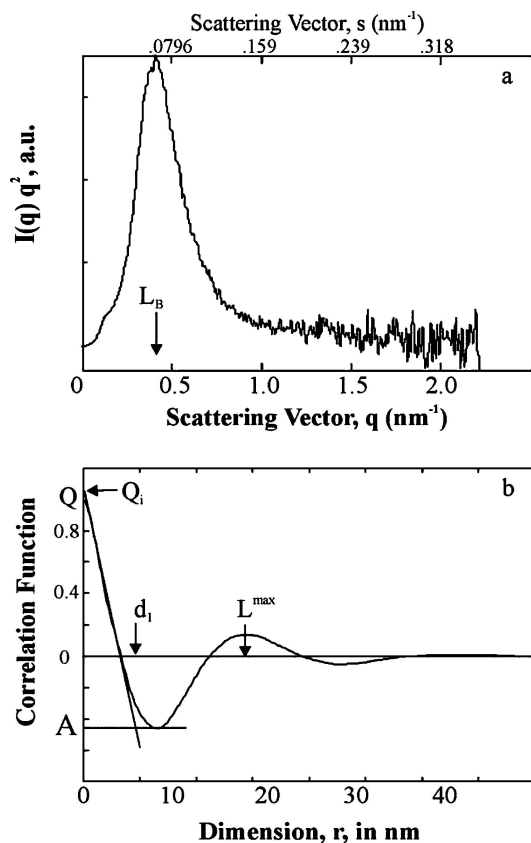 Scattering Vector, s (nm⁻¹)
.0796 .159 .239 .318
a
I(q) q², a.u.
L_B
0 0.5 1.0 1.5 2.0
Scattering Vector, q (nm⁻¹)
b
Q
Q_i
0.8
0.4
0
A
d_1
L^max
Correlation Function
0 10 20 30 40
Dimension, r, in nm